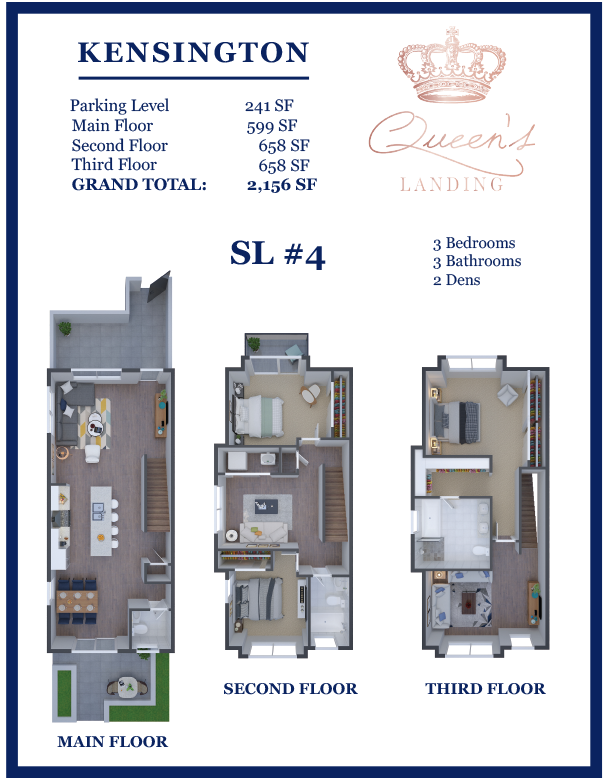 KENSINGTON
Parking Level 241 SF
Main Floor 599 SF
Second Floor 658 SF
Third Floor 658 SF
GRAND TOTAL: 2,156 SF
Queen's
LANDING
SL #4
3 Bedrooms
3 Bathrooms
2 Dens
SECOND FLOOR
THIRD FLOOR
MAIN FLOOR